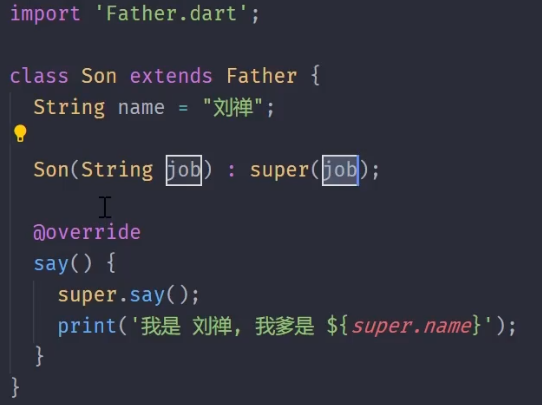 import 'Father.dart';
class Son extends Father {
String name = "刘禅";
Son(String job) : super(job);
@override
say() {
super.say();
print('我是 刘禅, 我爹是 ${super.name}');
}
}